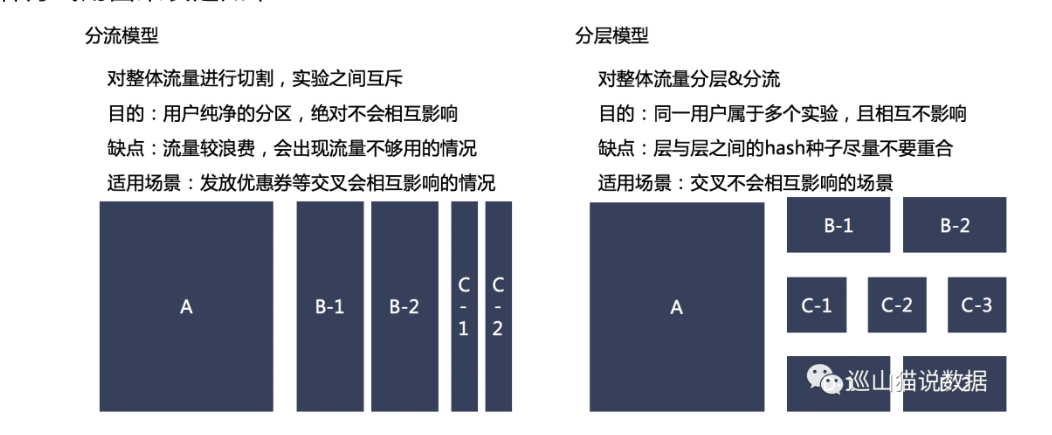 分流模型
对整体流量进行切割，实验之间互斥
目的：用户纯净的分区，绝对不会相互影响
缺点：流量较浪费，会出现流量不够用的情况
适用场景：发放优惠券等交叉会相互影响的情况
A
B-1
B-2
C-1
C-2
分层模型
对整体流量分层&分流
目的：同一用户属于多个实验，且相互不影响
缺点：层与层之间的hash种子尽量不要重合
适用场景：交叉不会相互影响的场景
A
B-1
B-2
C-1
C-2
C-3
巡山猫说数据